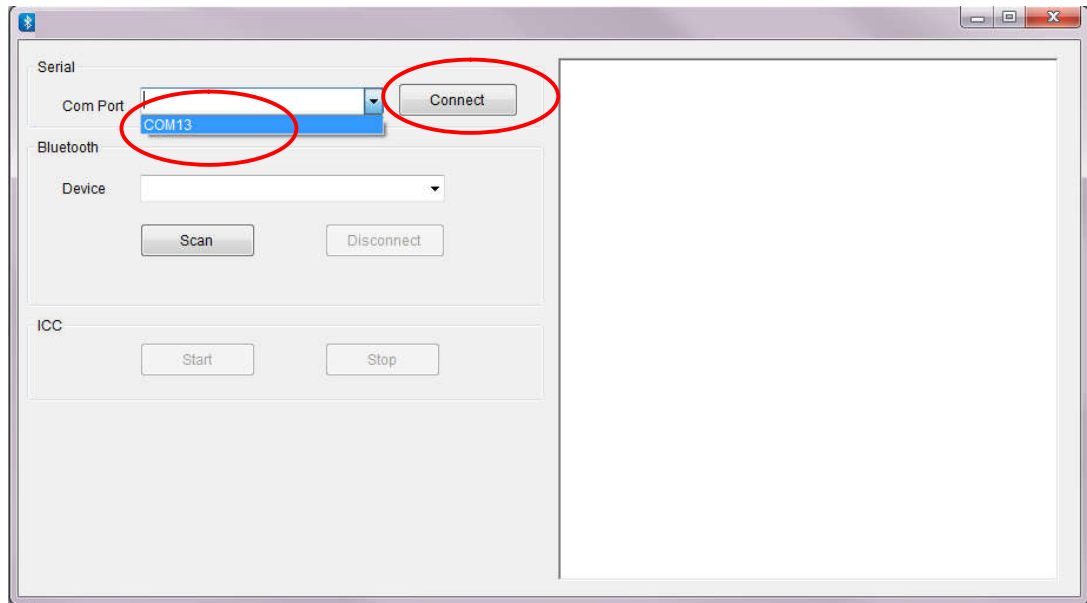 Serial
Com Port
Connect
COM13
Bluetooth
Device
Scan
Disconnect
ICC
Start
Stop